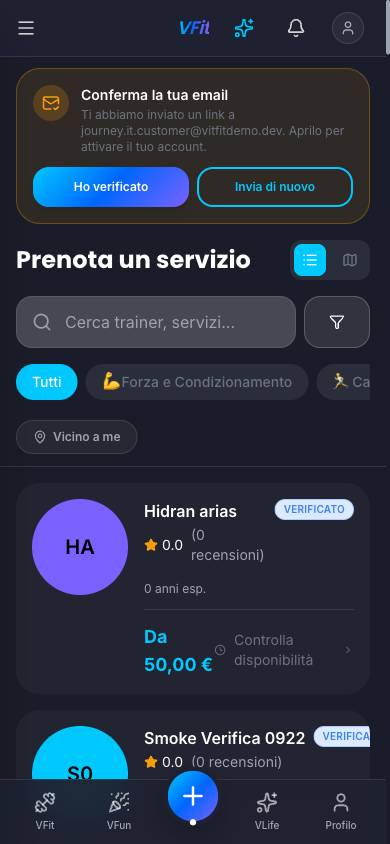 VFit
Conferma la tua email
Ti abbiamo inviato un link a
journey.it.customer@vitfitdemo.dev. Aprilo per
attivare il tuo account.
Ho verificato
Invia di nuovo
Prenota un servizio
Cerca trainer, servizi...
Tutti
💪Forza e Condizionamento
🏃 Ca
Vicino a me
HA
Hidran arias
VERIFICATO
0.0 (0
recensioni)
0 anni esp.
Da
50,00 €
Controlla
disponibilità
S0
Smoke Verifica 0922
VERIFICA
0.0 (0 recensioni)
VFit
VFun
VLife
Profilo